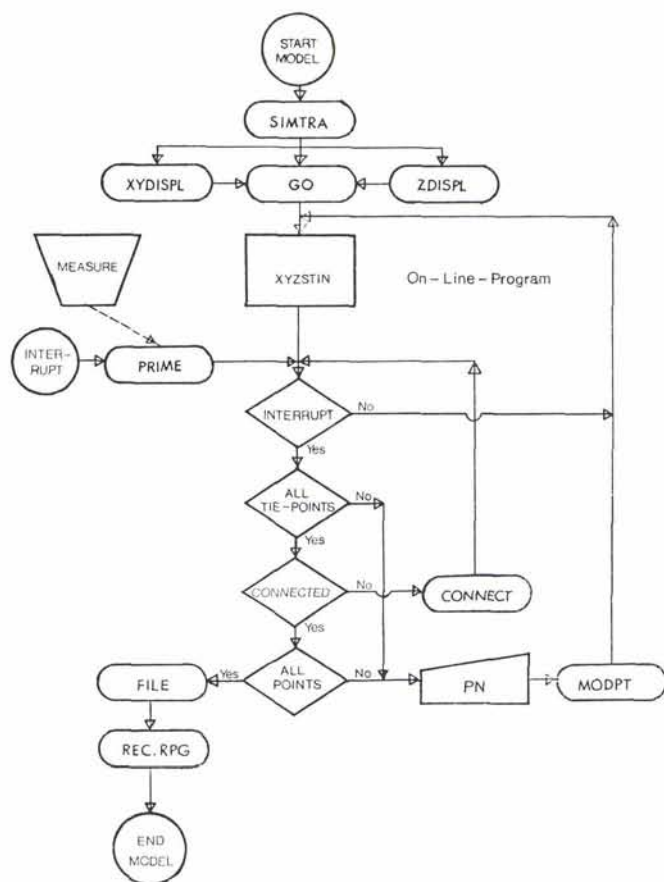 START
MODEL
SIMTRA
XYDISPL
GO
ZDISPL
MEASURE
XYZSTIN
On-Line-Program
INTER-
RUPT
PRIME
INTERRUPT
No
Yes
ALL
TIE-POINTS
No
Yes
CONNECTED
No
CONNECT
Yes
FILE
Yes
ALL
POINTS
No
PN
MODPT
REC. RPG
END
MODEL